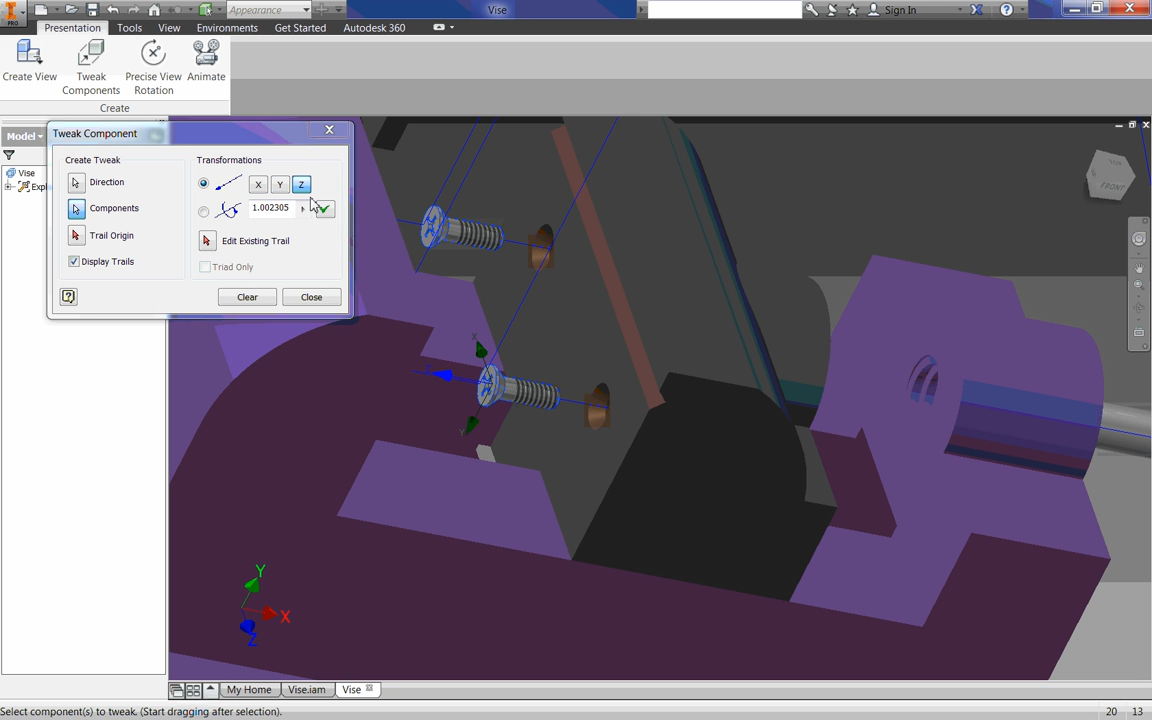 PRO
Appearance
Vise
Sign In
Presentation Tools View Environments Get Started Autodesk 360
Create View
Tweak Components
Precise View Rotation
Animate
Create
Model
Vise
Tweak Component
Create Tweak
Transformations
Direction
X Y Z
Components
1.002305
Trail Origin
Edit Existing Trail
Display Trails
Triad Only
Clear
Close
FRONT
X
Y
Y
X
Z
My Home
Vise.iam
Vise
Select component(s) to tweak. (Start dragging after selection).
20 13